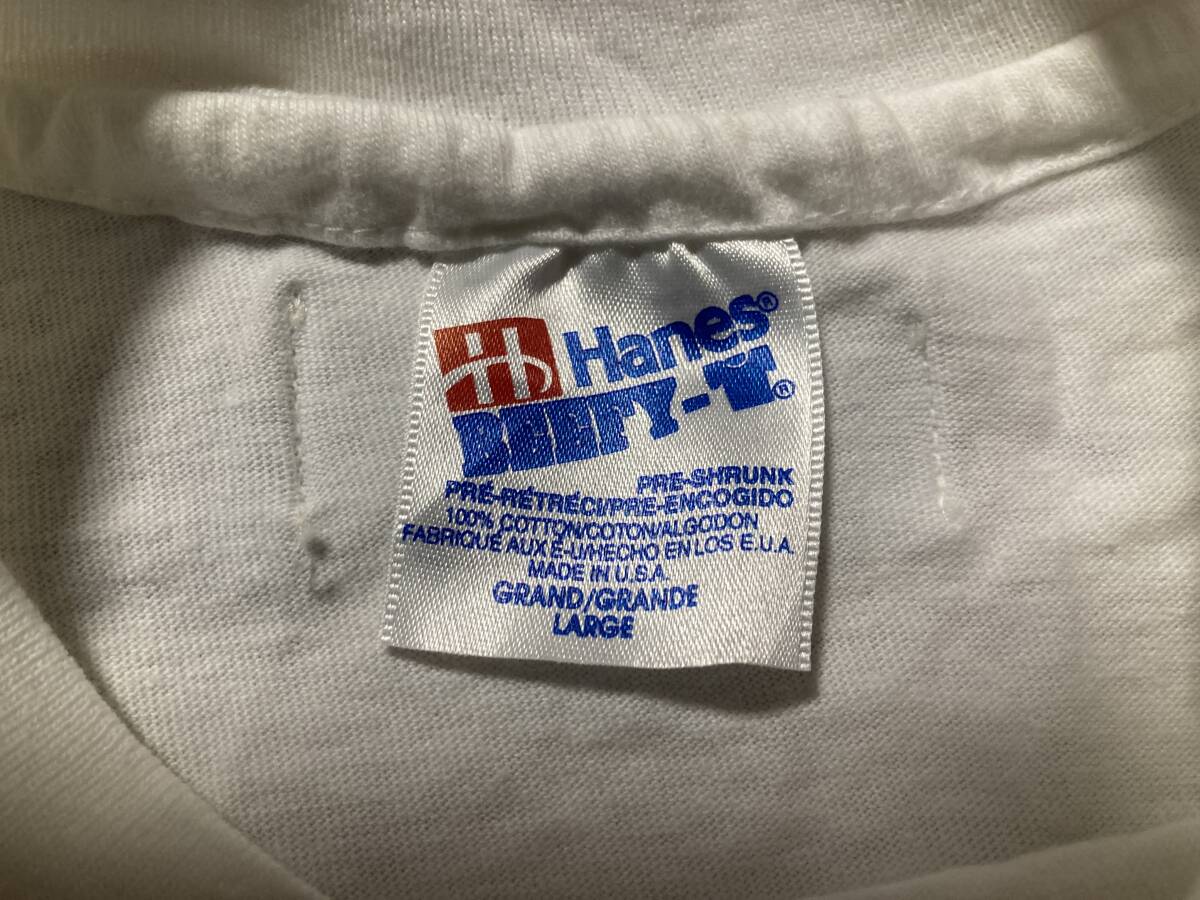 Hanes®
BEEFY-T®
PRE-SHRUNK
PRÉ-RÉTRÉCI/PRE-ENCOGIDO
100% COTTON/COTON/ALGODON
FABRIQUÉ AUX É-U/HECHO EN LOS E.U.A.
MADE IN U.S.A.
GRAND/GRANDE
LARGE